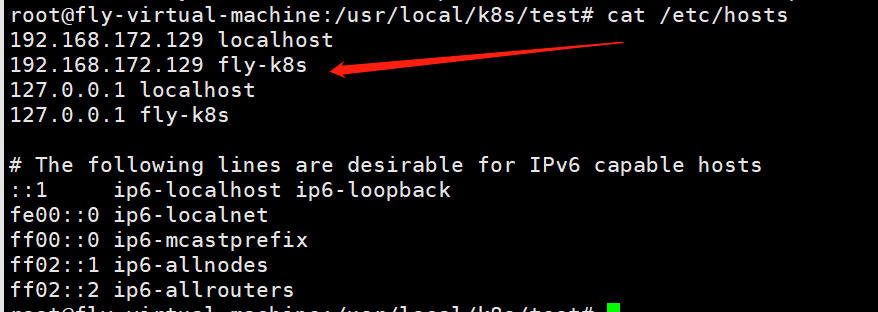 root@fly-virtual-machine:/usr/local/k8s/test# cat /etc/hosts
192.168.172.129 localhost
192.168.172.129 fly-k8s
127.0.0.1 localhost
127.0.0.1 fly-k8s
# The following lines are desirable for IPv6 capable hosts
::1     ip6-localhost ip6-loopback
fe00::0 ip6-localnet
ff00::0 ip6-mcastprefix
ff02::1 ip6-allnodes
ff02::2 ip6-allrouters
root@fly-virtual-machine:/usr/local/k8s/test#